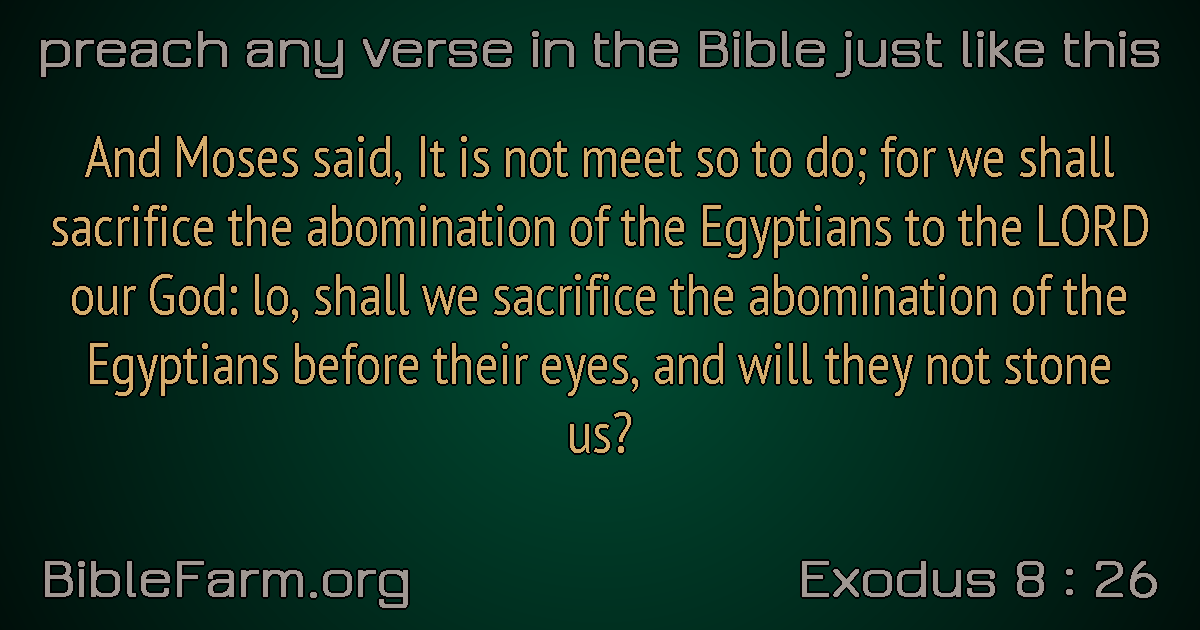 preach any verse in the Bible just like this
And Moses said, It is not meet so to do; for we shall
sacrifice the abomination of the Egyptians to the LORD
our God: lo, shall we sacrifice the abomination of the
Egyptians before their eyes, and will they not stone
us?
BibleFarm.org
Exodus 8 : 26